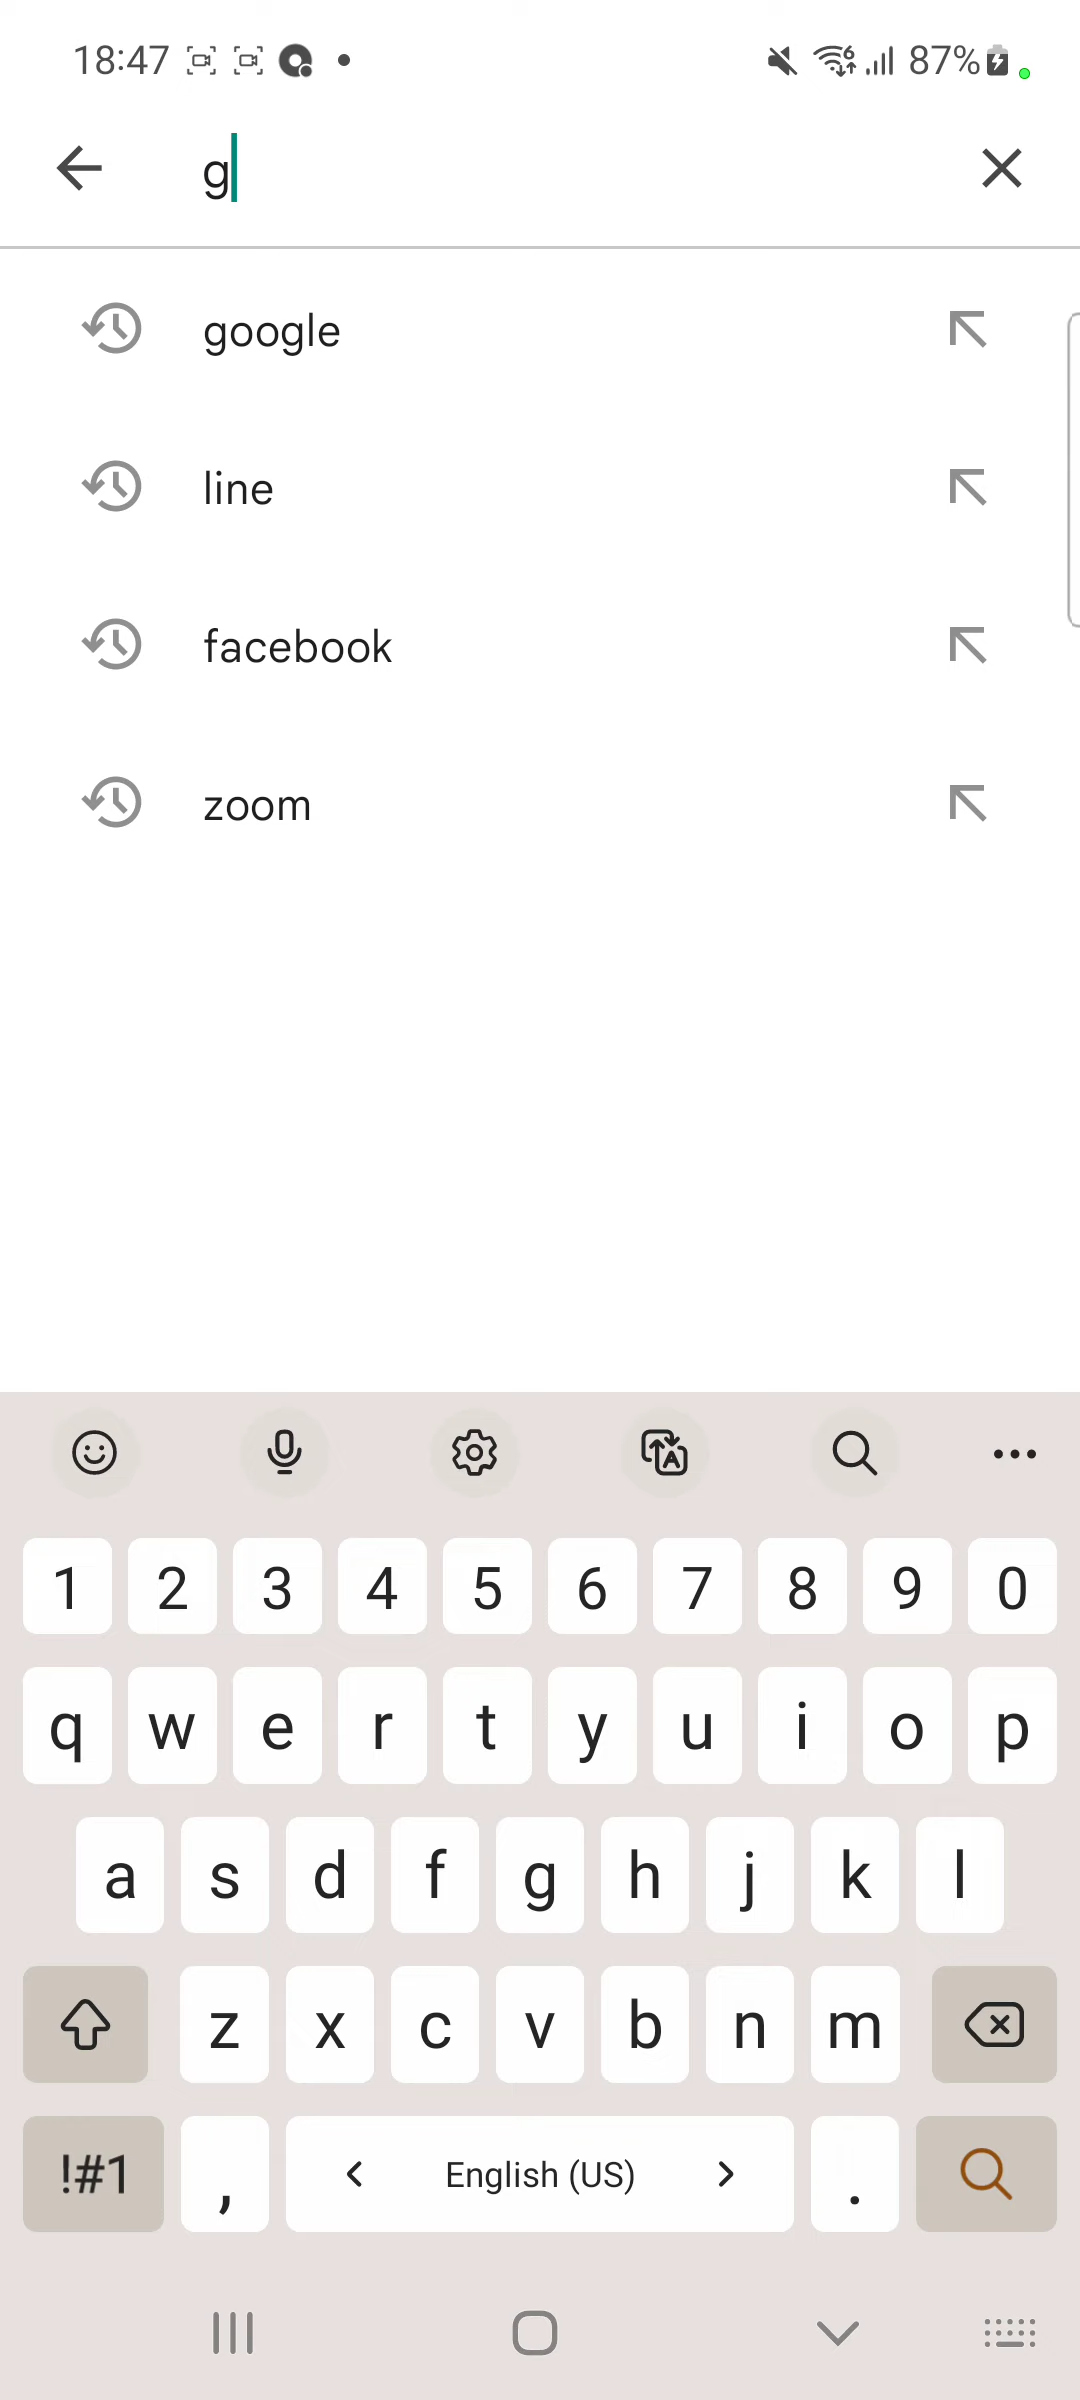 18:47 87%
g
google
line
facebook
zoom
1 2 3 4 5 6 7 8 9 0
q w e r t y u i o p
a s d f g h j k l
z x c v b n m
!#1 , English (US) .